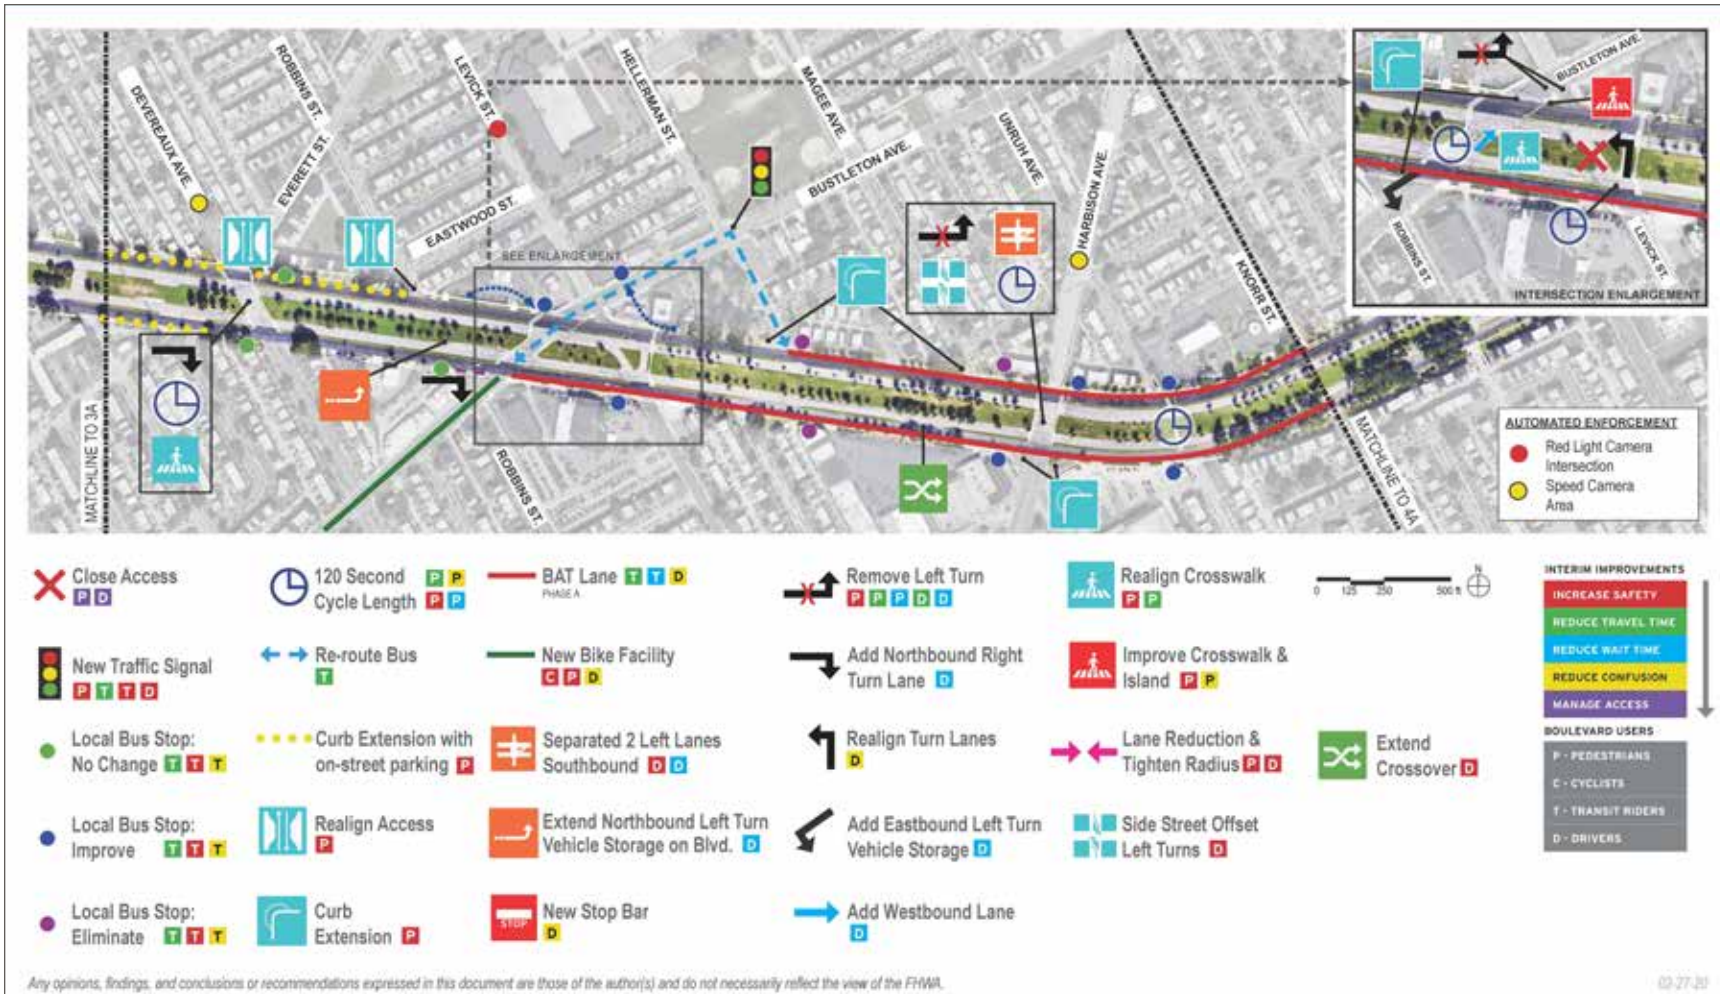 DEVEREAUX AVE.
ROBBINS ST.
EVERETT ST.
LEVICK ST.
EASTWOOD ST.
HELLERMAN ST.
MAGEE AVE.
BUSTLETON AVE.
UNRUH AVE.
HARBISON AVE.
KNORR ST.
SEE ENLARGEMENT
ROBBINS ST.
MATCHLINE TO 3A
MATCHLINE TO 4A
BUSTLETON AVE.
ROBBINS ST.
LEVICK ST.
INTERSECTION ENLARGEMENT
AUTOMATED ENFORCEMENT
Red Light Camera
Intersection
Speed Camera
Area
Close Access
P D
120 Second
P P
Cycle Length P P
BAT Lane T T D
PHASE A
Remove Left Turn
P P P D D
Realign Crosswalk
P P
0 125 250 500 ft
N
New Traffic Signal
P T T D
Re-route Bus
T
New Bike Facility
C P D
Add Northbound Right
Turn Lane D
Improve Crosswalk &
Island P P
Local Bus Stop:
No Change T T T
Curb Extension with
on-street parking P
Separated 2 Left Lanes
Southbound D D
Realign Turn Lanes
D
Lane Reduction &
Tighten Radius P D
Extend
Crossover D
Local Bus Stop:
Improve T T T
Realign Access
P
Extend Northbound Left Turn
Vehicle Storage on Blvd. D
Add Eastbound Left Turn
Vehicle Storage D
Side Street Offset
Left Turns D
Local Bus Stop:
Eliminate T T T
Curb
Extension P
STOP
New Stop Bar
D
Add Westbound Lane
D
INTERIM IMPROVEMENTS
INCREASE SAFETY
REDUCE TRAVEL TIME
REDUCE WAIT TIME
REDUCE CONFUSION
MANAGE ACCESS
BOULEVARD USERS
P - PEDESTRIANS
C - CYCLISTS
T - TRANSIT RIDERS
D - DRIVERS
Any opinions, findings, and conclusions or recommendations expressed in this document are those of the author(s) and do not necessarily reflect the view of the FHWA.
02-27-20